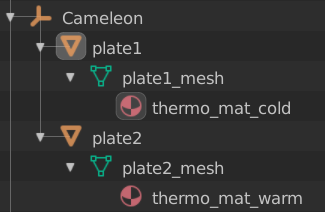 Cameleon
plate1
plate1_mesh
thermo_mat_cold
plate2
plate2_mesh
thermo_mat_warm